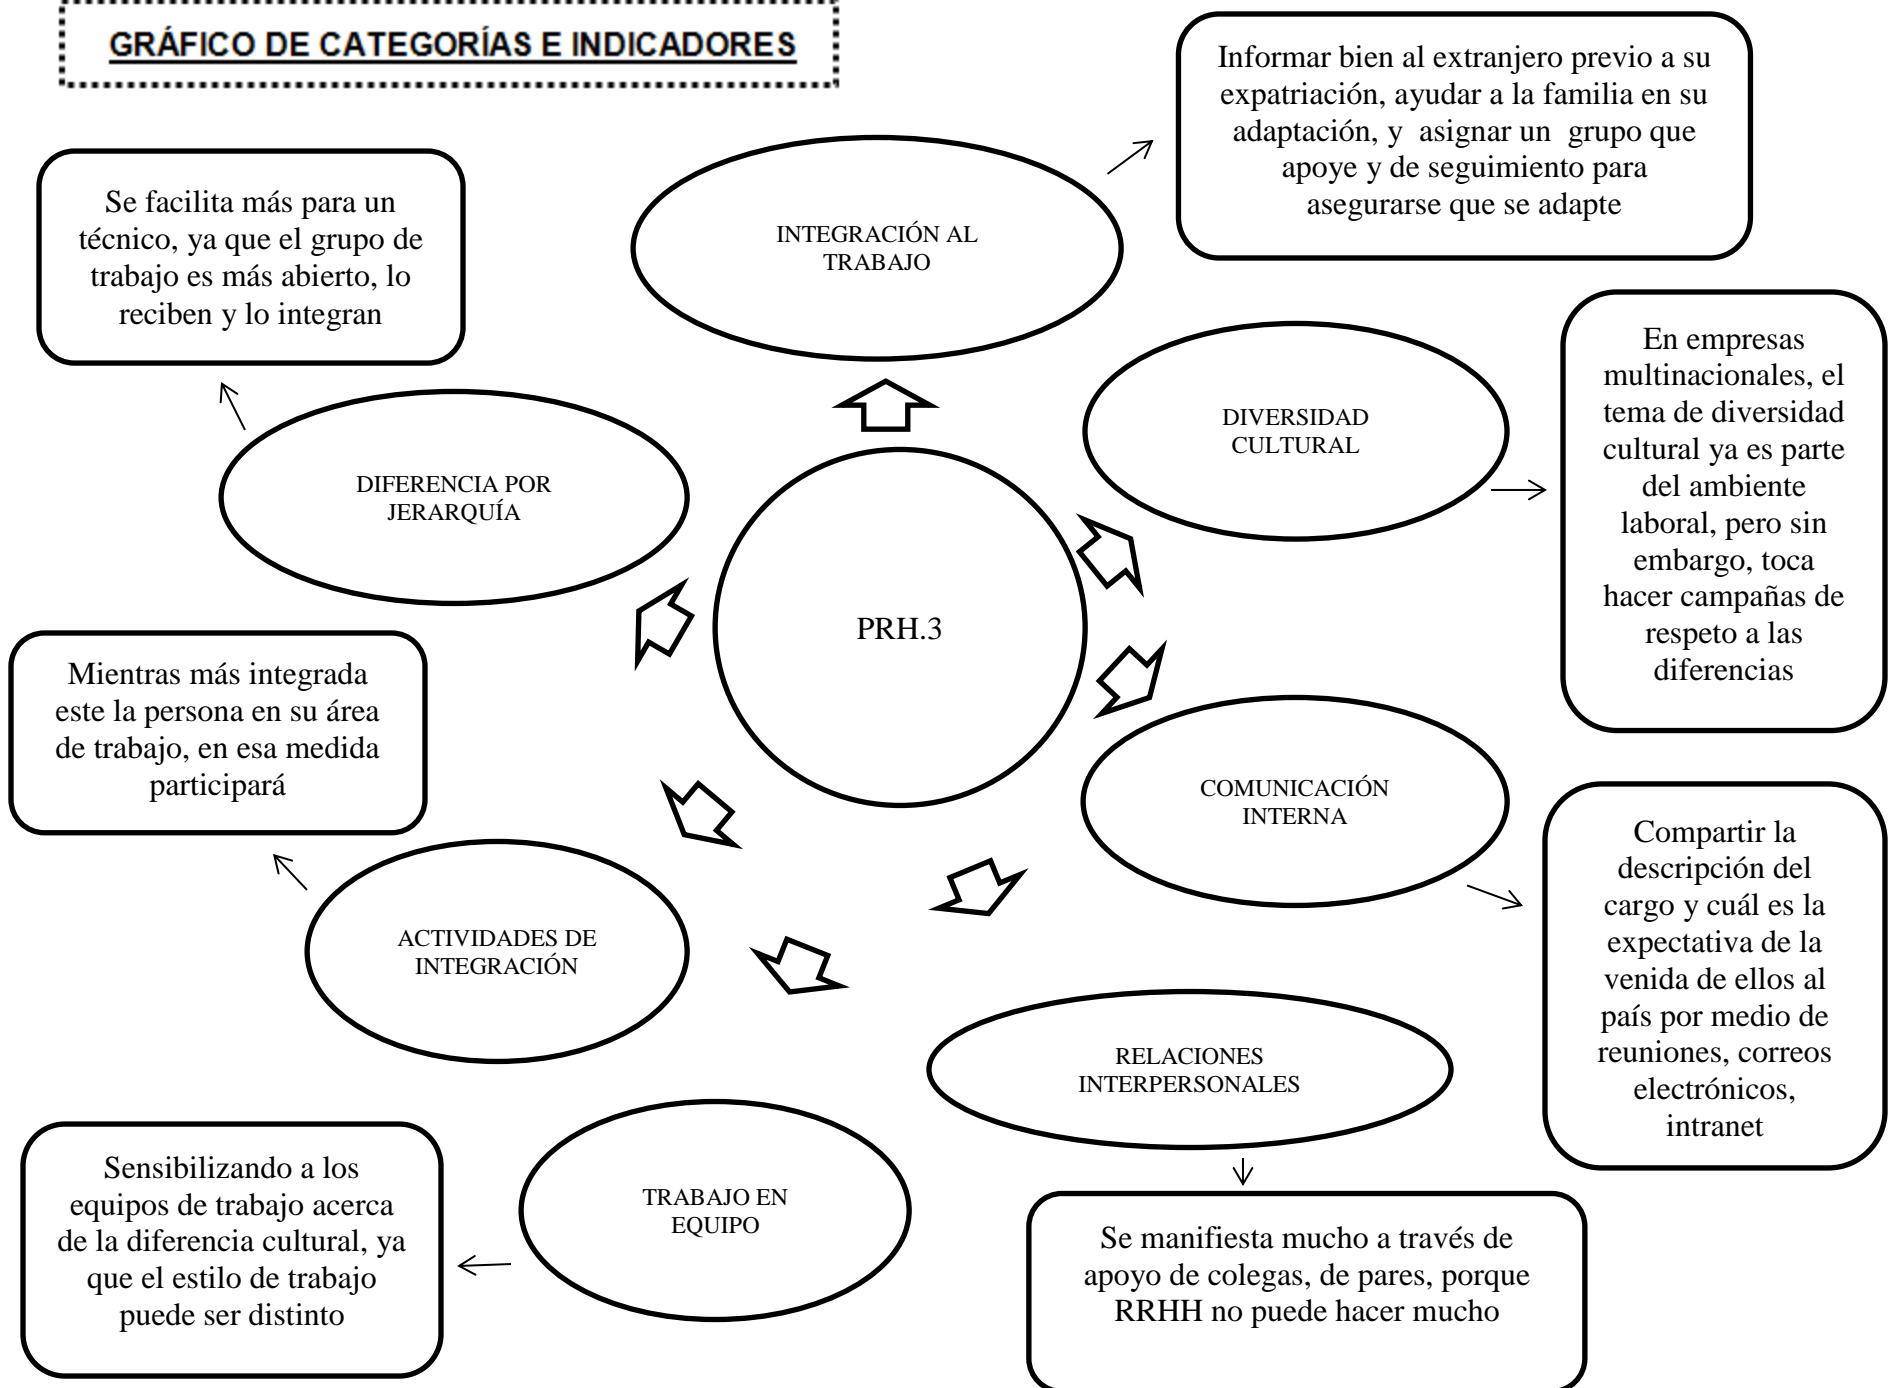 GRÁFICO DE CATEGORÍAS E INDICADORES
Informar bien al extranjero previo a su
expatriación, ayudar a la familia en su
adaptación, y asignar un grupo que
apoye y de seguimiento para
asegurarse que se adapte
Se facilita más para un
técnico, ya que el grupo de
trabajo es más abierto, lo
reciben y lo integran
INTEGRACIÓN AL
TRABAJO
En empresas
multinacionales, el
tema de diversidad
cultural ya es parte
del ambiente
laboral, pero sin
embargo, toca
hacer campañas de
respeto a las
diferencias
DIVERSIDAD
CULTURAL
DIFERENCIA POR
JERARQUÍA
PRH.3
Mientras más integrada
este la persona en su área
de trabajo, en esa medida
participará
COMUNICACIÓN
INTERNA
Compartir la
descripción del
cargo y cuál es la
expectativa de la
venida de ellos al
país por medio de
reuniones, correos
electrónicos,
intranet
ACTIVIDADES DE
INTEGRACIÓN
RELACIONES
INTERPERSONALES
Sensibilizando a los
equipos de trabajo acerca
de la diferencia cultural, ya
que el estilo de trabajo
puede ser distinto
TRABAJO EN
EQUIPO
Se manifiesta mucho a través de
apoyo de colegas, de pares, porque
RRHH no puede hacer mucho